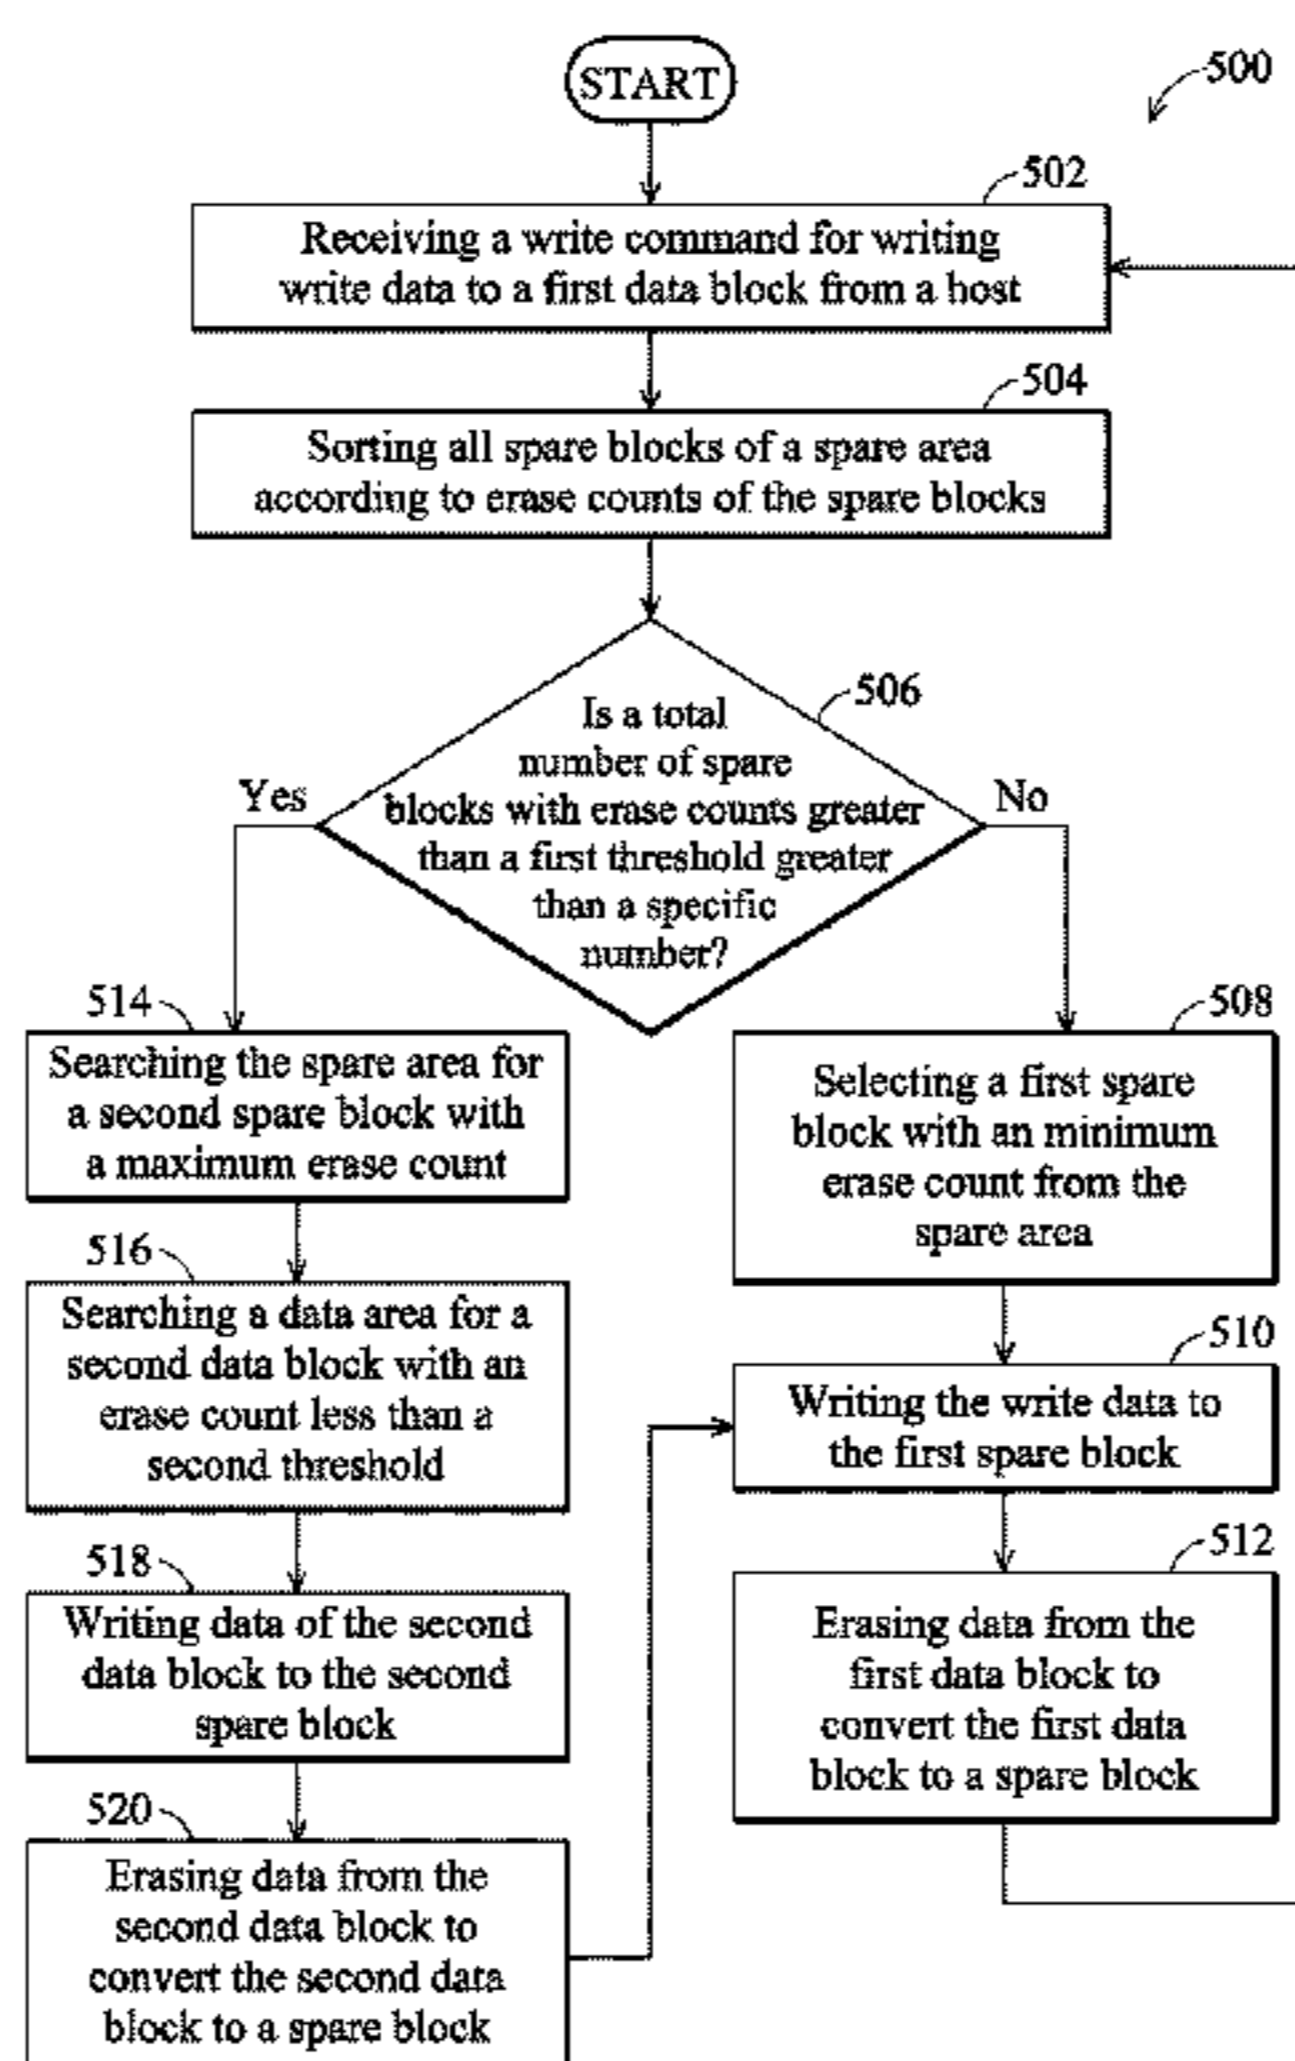 START
500
502
Receiving a write command for writing
write data to a first data block from a host
504
Sorting all spare blocks of a spare area
according to erase counts of the spare blocks
506
Is a total
number of spare
blocks with erase counts greater
than a first threshold greater
than a specific
number?
Yes
No
514
Searching the spare area for
a second spare block with
a maximum erase count
516
Searching a data area for a
second data block with an
erase count less than a
second threshold
518
Writing data of the second
data block to the second
spare block
520
Erasing data from the
second data block to
convert the second data
block to a spare block
508
Selecting a first spare
block with an minimum
erase count from the
spare area
510
Writing the write data to
the first spare block
512
Erasing data from the
first data block to
convert the first data
block to a spare block